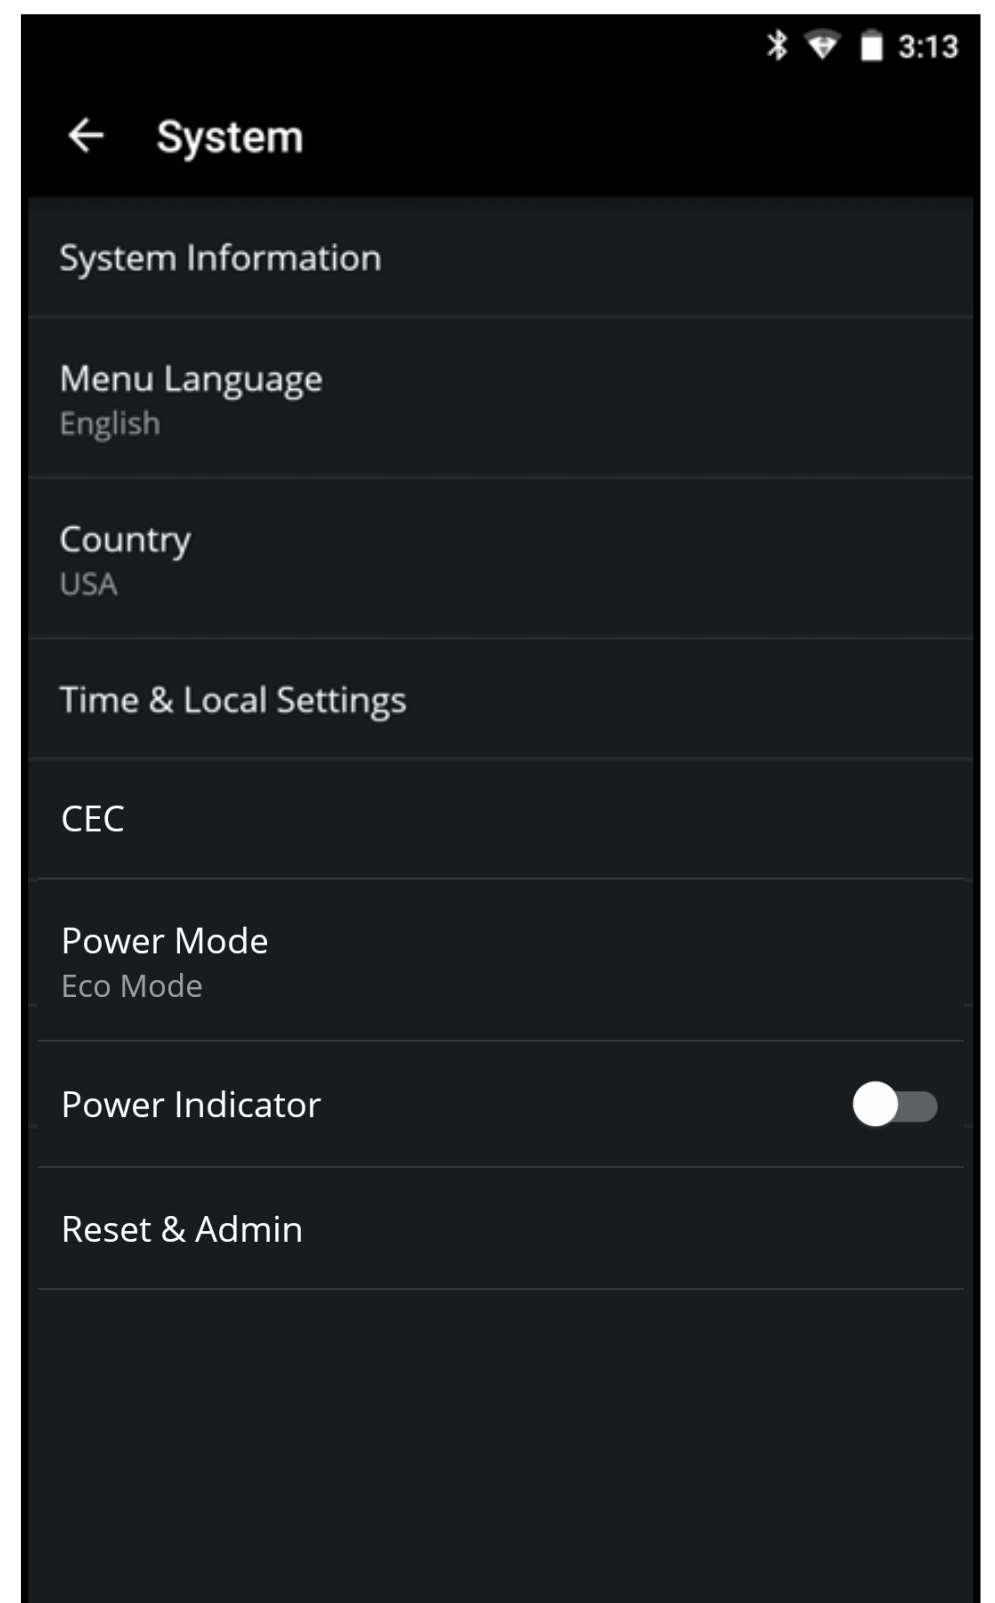 3:13
System
System Information
Menu Language
English
Country
USA
Time & Local Settings
CEC
Power Mode
Eco Mode
Power Indicator
Reset & Admin